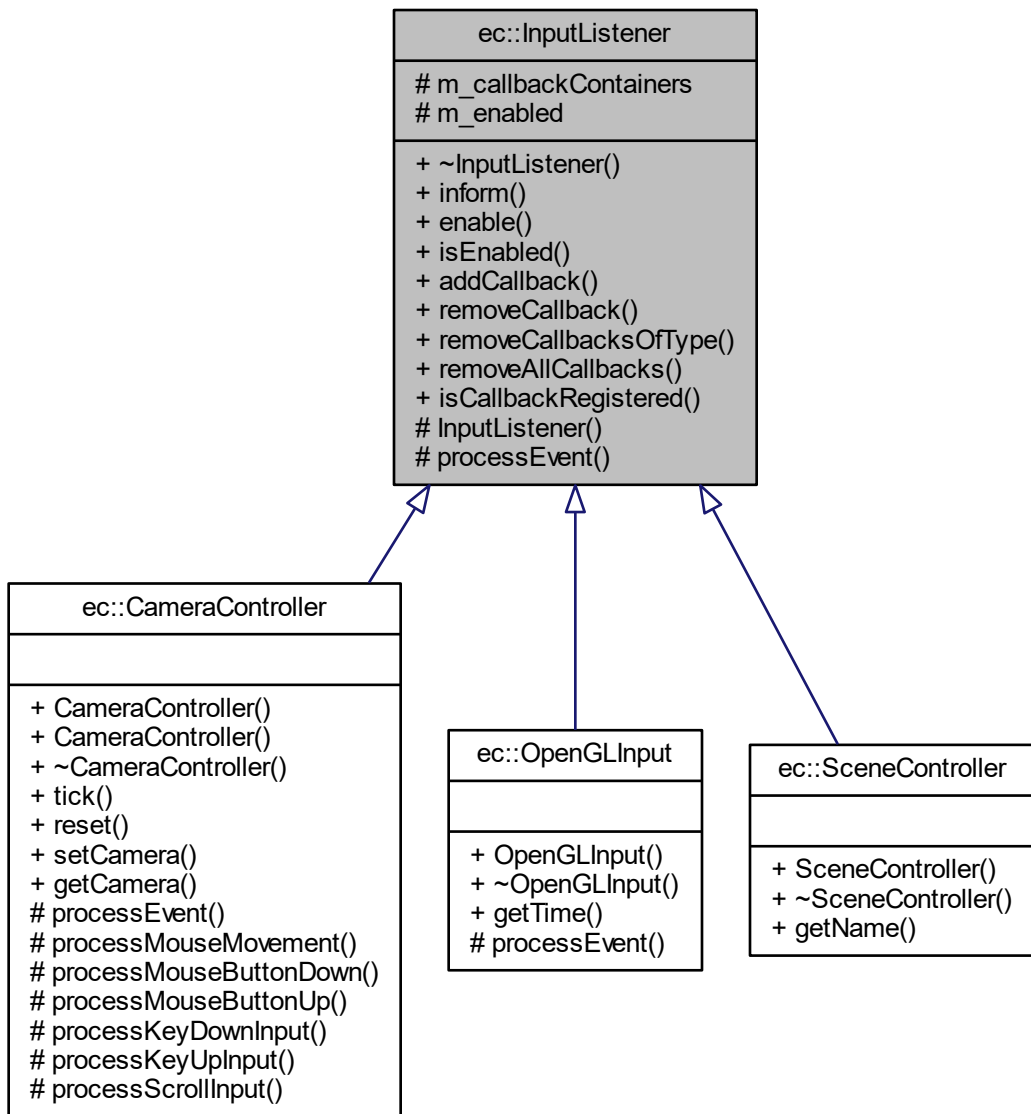 ec::InputListener
# m_callbackContainers
# m_enabled
+ ~InputListener()
+ inform()
+ enable()
+ isEnabled()
+ addCallback()
+ removeCallback()
+ removeCallbacksOfType()
+ removeAllCallbacks()
+ isCallbackRegistered()
# InputListener()
# processEvent()
ec::CameraController
+ CameraController()
+ CameraController()
+ ~CameraController()
+ tick()
+ reset()
+ setCamera()
+ getCamera()
# processEvent()
# processMouseMovement()
# processMouseButtonDown()
# processMouseButtonUp()
# processKeyDownInput()
# processKeyUpInput()
# processScrollInput()
ec::OpenGLInput
+ OpenGLInput()
+ ~OpenGLInput()
+ getTime()
# processEvent()
ec::SceneController
+ SceneController()
+ ~SceneController()
+ getName()